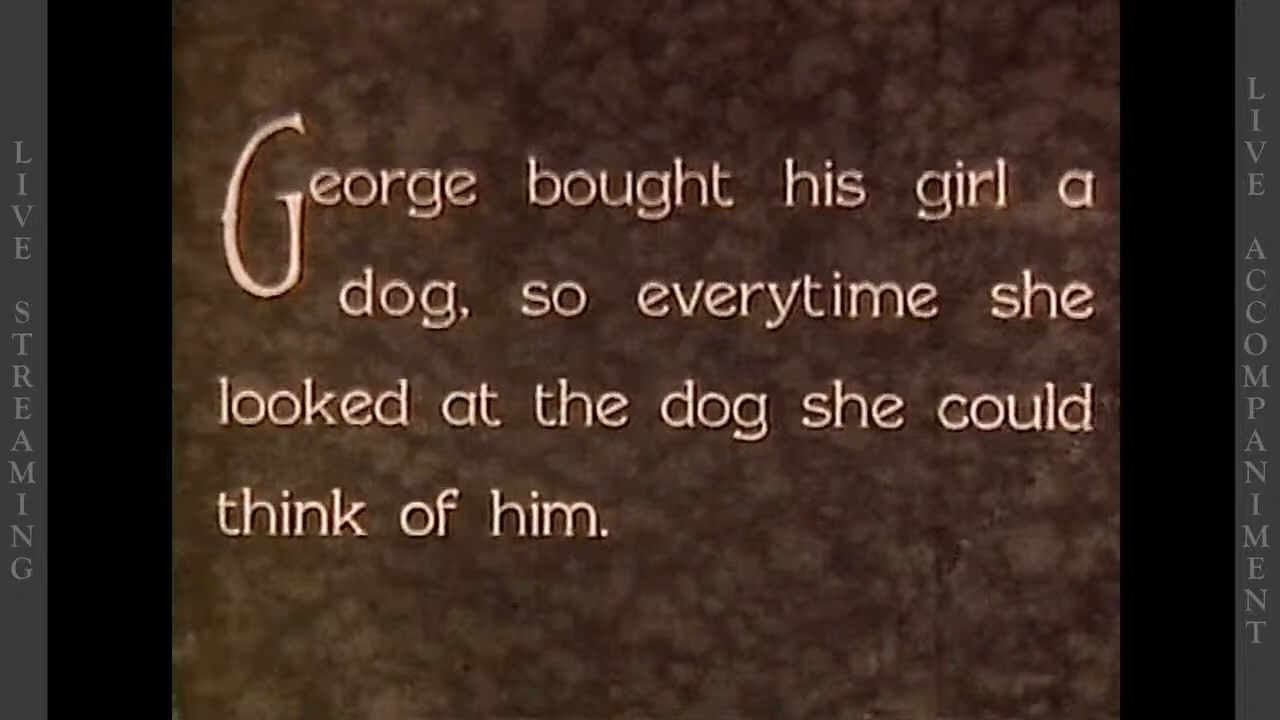 LIVE STREAMING
George bought his girl a
dog, so everytime she
looked at the dog she could
think of him.
LIVE ACCOMPANIMENT